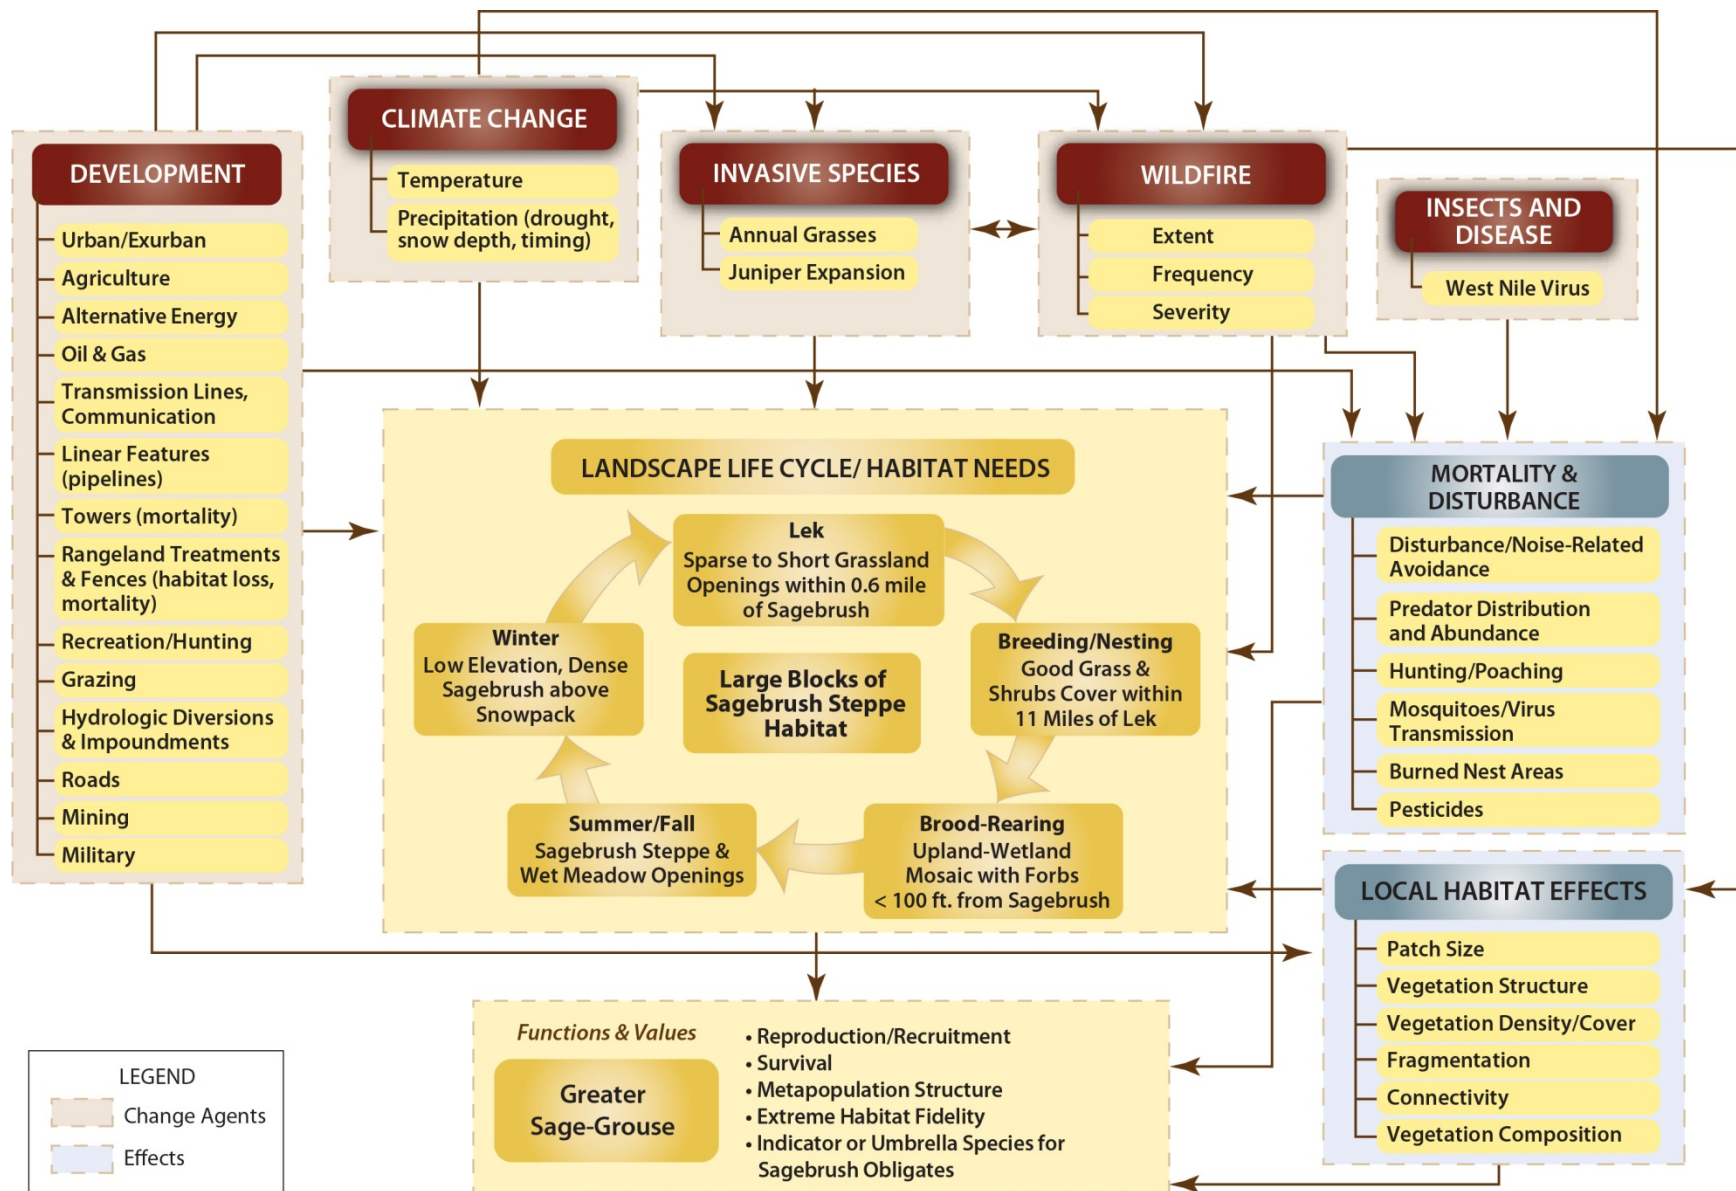 DEVELOPMENT
Urban/Exurban
Agriculture
Alternative Energy
Oil & Gas
Transmission Lines,
Communication
Linear Features
(pipelines)
Towers (mortality)
Rangeland Treatments
& Fences (habitat loss,
mortality)
Recreation/Hunting
Grazing
Hydrologic Diversions
& Impoundments
Roads
Mining
Military
CLIMATE CHANGE
Temperature
Precipitation (drought,
snow depth, timing)
INVASIVE SPECIES
Annual Grasses
Juniper Expansion
WILDFIRE
Extent
Frequency
Severity
INSECTS AND
DISEASE
West Nile Virus
LANDSCAPE LIFE CYCLE/ HABITAT NEEDS
Lek
Sparse to Short Grassland
Openings within 0.6 mile
of Sagebrush
Winter
Low Elevation, Dense
Sagebrush above
Snowpack
Large Blocks of
Sagebrush Steppe
Habitat
Breeding/Nesting
Good Grass &
Shrubs Cover within
11 Miles of Lek
Summer/Fall
Sagebrush Steppe &
Wet Meadow Openings
Brood-Rearing
Upland-Wetland
Mosaic with Forbs
< 100 ft. from Sagebrush
MORTALITY &
DISTURBANCE
Disturbance/Noise-Related
Avoidance
Predator Distribution
and Abundance
Hunting/Poaching
Mosquitoes/Virus
Transmission
Burned Nest Areas
Pesticides
LOCAL HABITAT EFFECTS
Patch Size
Vegetation Structure
Vegetation Density/Cover
Fragmentation
Connectivity
Vegetation Composition
Functions & Values
Greater
Sage-Grouse
• Reproduction/Recruitment
• Survival
• Metapopulation Structure
• Extreme Habitat Fidelity
• Indicator or Umbrella Species for
Sagebrush Obligates
LEGEND
Change Agents
Effects